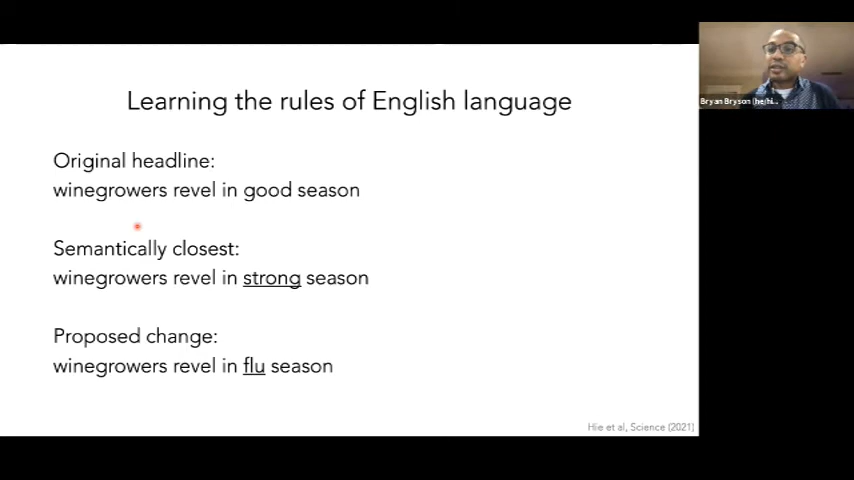 Learning the rules of English language
Original headline:
winegrowers revel in good season
Semantically closest:
winegrowers revel in strong season
Proposed change:
winegrowers revel in flu season
Hie et al, Science (2021)
Bryan Bryson (he/hi...